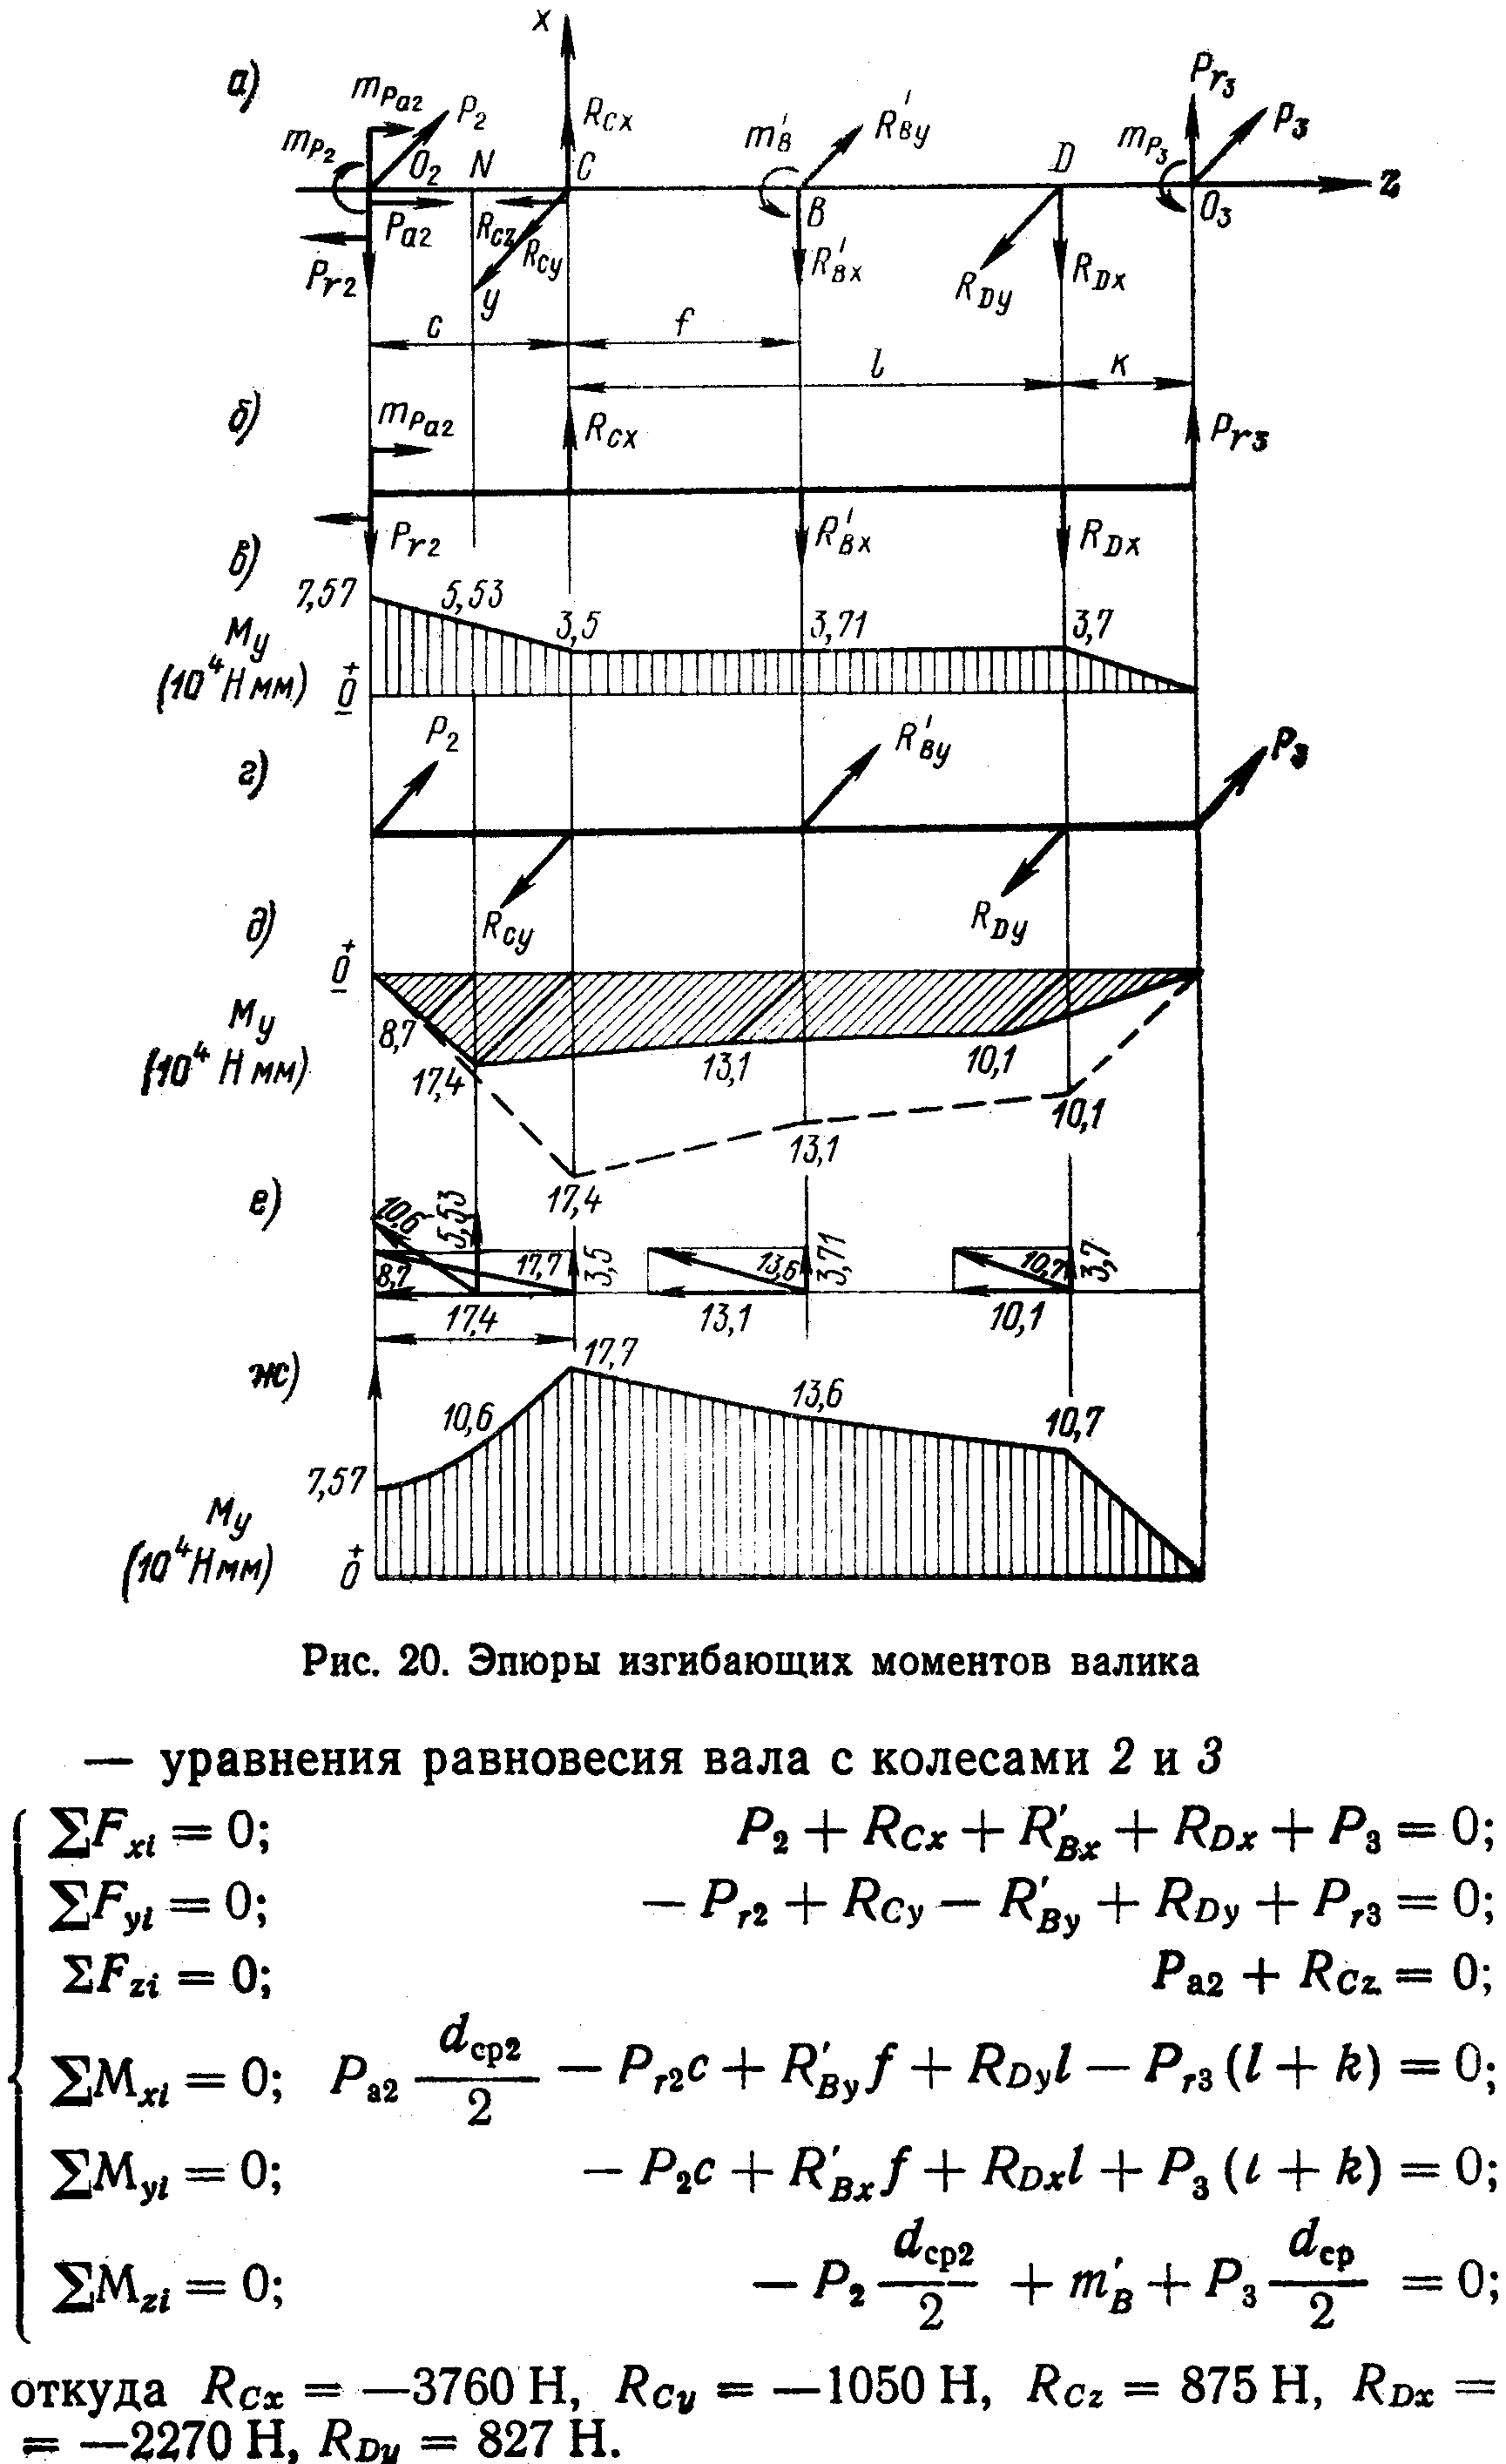 а)
x
m_{Pa2}
P_2
m_{P2}
O_2
N
R_{Cx}
C
m'_B
R'_{By}
D
P_{r3}
m_{P3}
P_3
z
O_3
P_{a2}
R_{Cz}
R_{Cy}
B
P_{r2}
y
R'_{Bx}
R_{Dy}
R_{Dx}
c
f
l
к
б)
m_{Pa2}
R_{Cx}
P_{r3}
P_{r2}
R'_{Bx}
R_{Dx}
в)
7,57 5,53 3,5 3,71 3,7
M_y
(10^4 Н мм)
+
0
−
г)
P_2
R'_{By}
P_3
R_{Cy}
R_{Dy}
д)
+
0
−
M_y
(10^4 Н мм)
8,7
17,4 13,1 10,1
17,4 13,1 10,1
е)
10,6 5,53
8,7 17,7 3,5 13,6 3,71 10,7 3,7
17,4 13,1 10,1
ж)
17,7
10,6 13,6 10,7
7,57
M_y
(10^4 Н мм)
+
0
Рис. 20. Эпюры изгибающих моментов валика
— уравнения равновесия вала с колесами 2 и 3
∑F_{xi} = 0; P_2 + R_{Cx} + R'_{Bx} + R_{Dx} + P_3 = 0;
∑F_{yi} = 0; — P_{r2} + R_{Cy} — R'_{By} + R_{Dy} + P_{r3} = 0;
∑F_{zi} = 0; P_{a2} + R_{Cz} = 0;
∑M_{xi} = 0; P_{a2} d_{ср2}/2 — P_{r2}c + R'_{By}f + R_{Dy}l — P_{r3}(l + k) = 0;
∑M_{yi} = 0; — P_2c + R'_{Bx}f + R_{Dx}l + P_3(l + k) = 0;
∑M_{zi} = 0; — P_2 d_{ср2}/2 + m'_B + P_3 d_{ср}/2 = 0;
откуда R_{Cx} = —3760 Н, R_{Cy} = —1050 Н, R_{Cz} = 875 Н, R_{Dx} =
= —2270 Н, R_{Dy} = 827 Н.